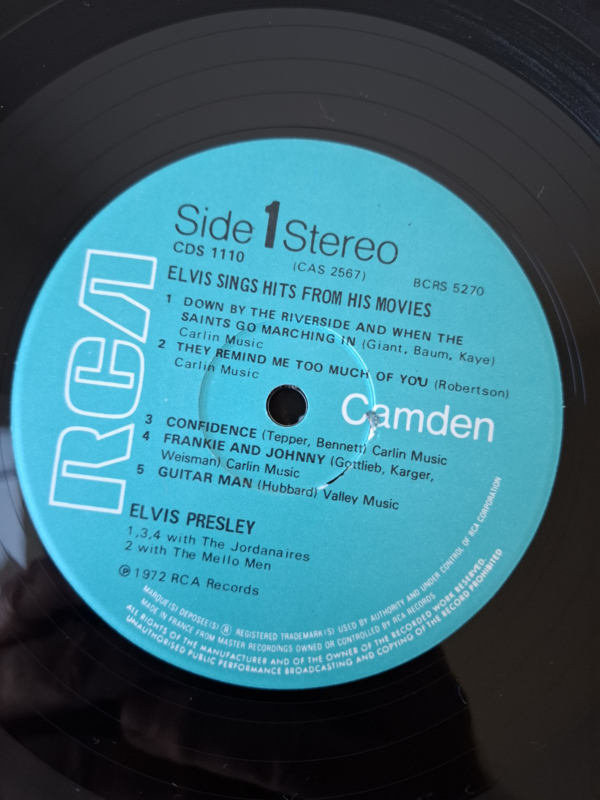 Side 1 Stereo
CDS 1110
(CAS 2567)
BCRS 5270
ELVIS SINGS HITS FROM HIS MOVIES
1 DOWN BY THE RIVERSIDE AND WHEN THE
SAINTS GO MARCHING IN (Giant, Baum, Kaye)
Carlin Music
2 THEY REMIND ME TOO MUCH OF YOU (Robertson)
Carlin Music
RCA
Camden
3 CONFIDENCE (Tepper, Bennett) Carlin Music
4 FRANKIE AND JOHNNY (Gottlieb, Karger,
Weisman) Carlin Music
5 GUITAR MAN (Hubbard) Valley Music
ELVIS PRESLEY
1,3,4 with The Jordanaires
2 with The Mello Men
℗ 1972 RCA Records
MARQUE(S) DEPOSEE(S) ® REGISTERED TRADEMARK(S) USED BY AUTHORITY AND UNDER CONTROL OF RCA CORPORATION
MADE IN FRANCE FROM MASTER RECORDINGS OWNED OR CONTROLLED BY RCA RECORDS
ALL RIGHTS OF THE MANUFACTURER AND OF THE OWNER OF THE RECORDED WORK RESERVED.
UNAUTHORISED PUBLIC PERFORMANCE BROADCASTING AND COPYING OF THE RECORD PROHIBITED